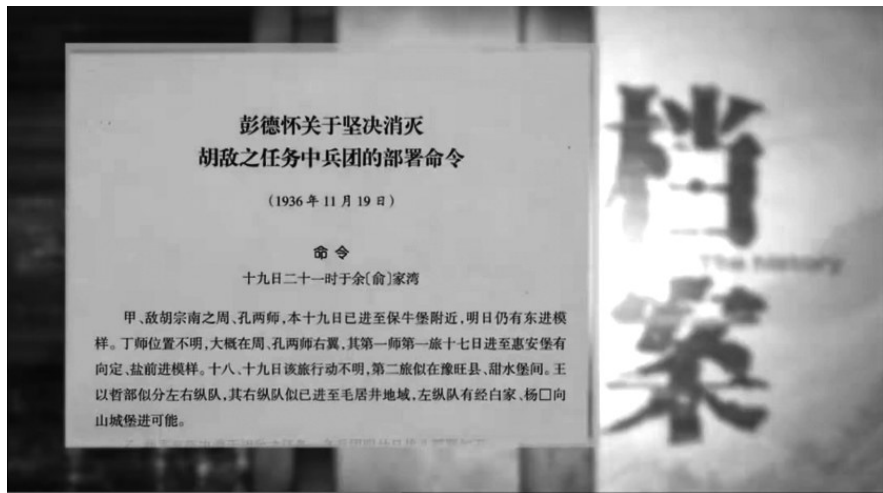 彭德怀关于坚决消灭
胡敌之任务中兵团的部署命令
(1936年11月19日)
命令
十九日二十一时于余〔俞〕家湾
甲、敌胡宗南之周、孔两师,本十九日已进至保牛堡附近,明日仍有东进模
样。丁师位置不明,大概在周、孔两师右翼,其第一师第一旅十七日进至惠安堡有
向定、盐前进模样。十八、十九日该旅行动不明,第二旅似在豫旺县、甜水堡间。王
以哲部似分左右纵队,其右纵队似已进至毛居井地域,左纵队有经白家、杨□向
山城堡进可能。
档案
The history